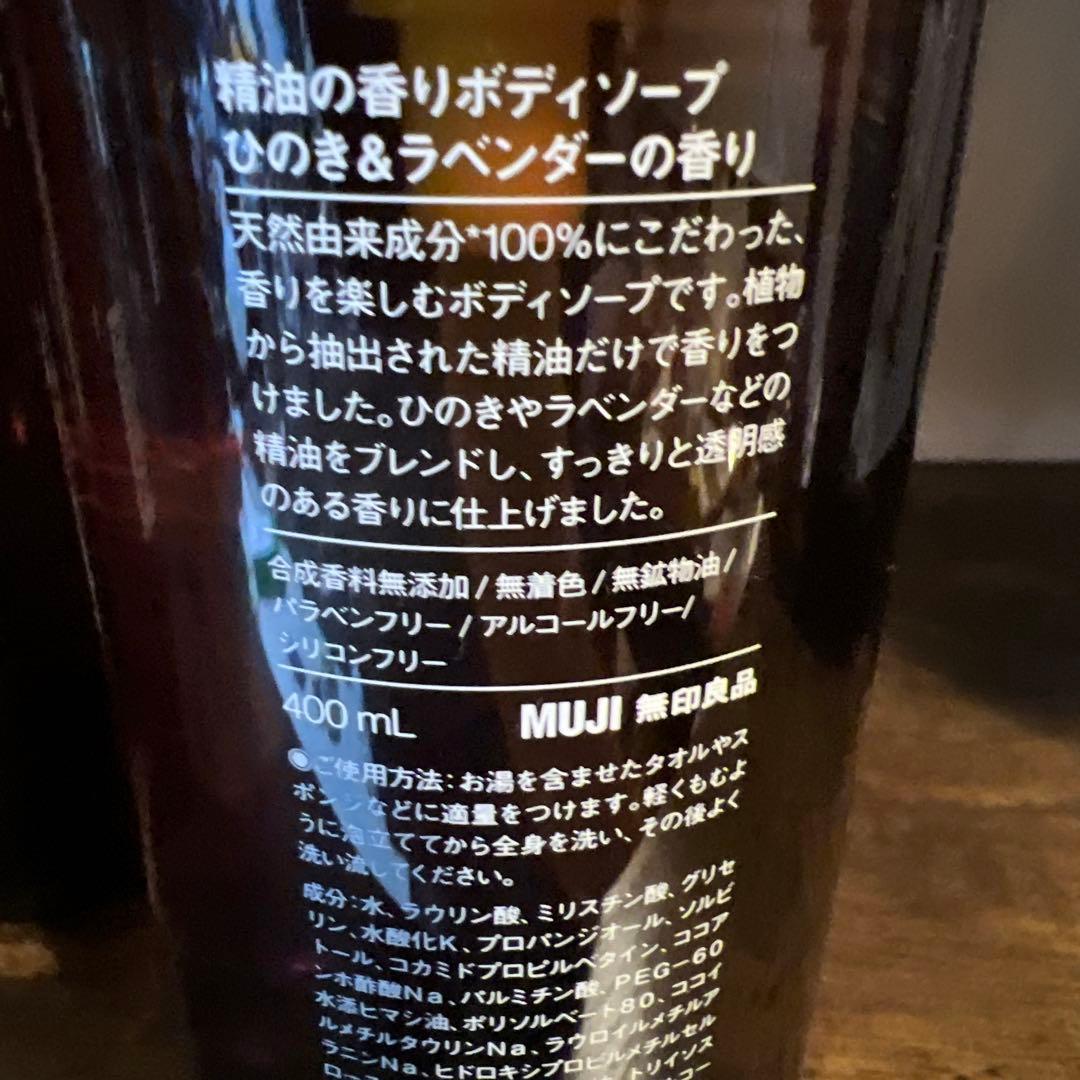 精油の香りボディソープ
ひのき&ラベンダーの香り
天然由来成分*100%にこだわった、
香りを楽しむボディソープです。植物
から抽出された精油だけで香りをつ
けました。ひのきやラベンダーなどの
精油をブレンドし、すっきりと透明感
のある香りに仕上げました。
合成香料無添加/無着色/無鉱物油/
パラベンフリー/アルコールフリー/
シリコンフリー
400 mL MUJI 無印良品
◉ご使用方法:お湯を含ませたタオルやス
ポンジなどに適量をつけます。軽くもむよ
うに泡立ててから全身を洗い、その後よく
洗い流してください。
成分:水、ラウリン酸、ミリスチン酸、グリセ
リン、水酸化K、プロパンジオール、ソルビ
トール、コカミドプロピルベタイン、ココア
ンホ酢酸Na、パルミチン酸、PEG-60
水添ヒマシ油、ポリソルベート80、ココイ
ルメチルタウリンNa、ラウロイルメチルア
ラニンNa、ヒドロキシプロピルメチルセル
ロース、トリイソス